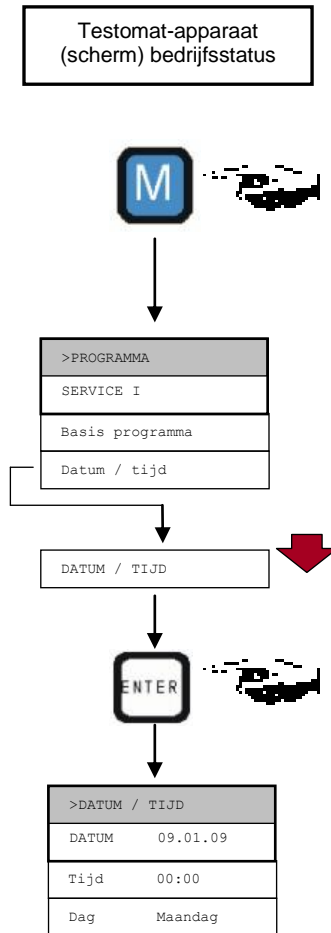 Testomat-apparaat
(scherm) bedrijfsstatus
M
>PROGRAMMA
SERVICE I
Basis programma
Datum / tijd
DATUM / TIJD
ENTER
>DATUM / TIJD
DATUM 09.01.09
Tijd 00:00
Dag Maandag